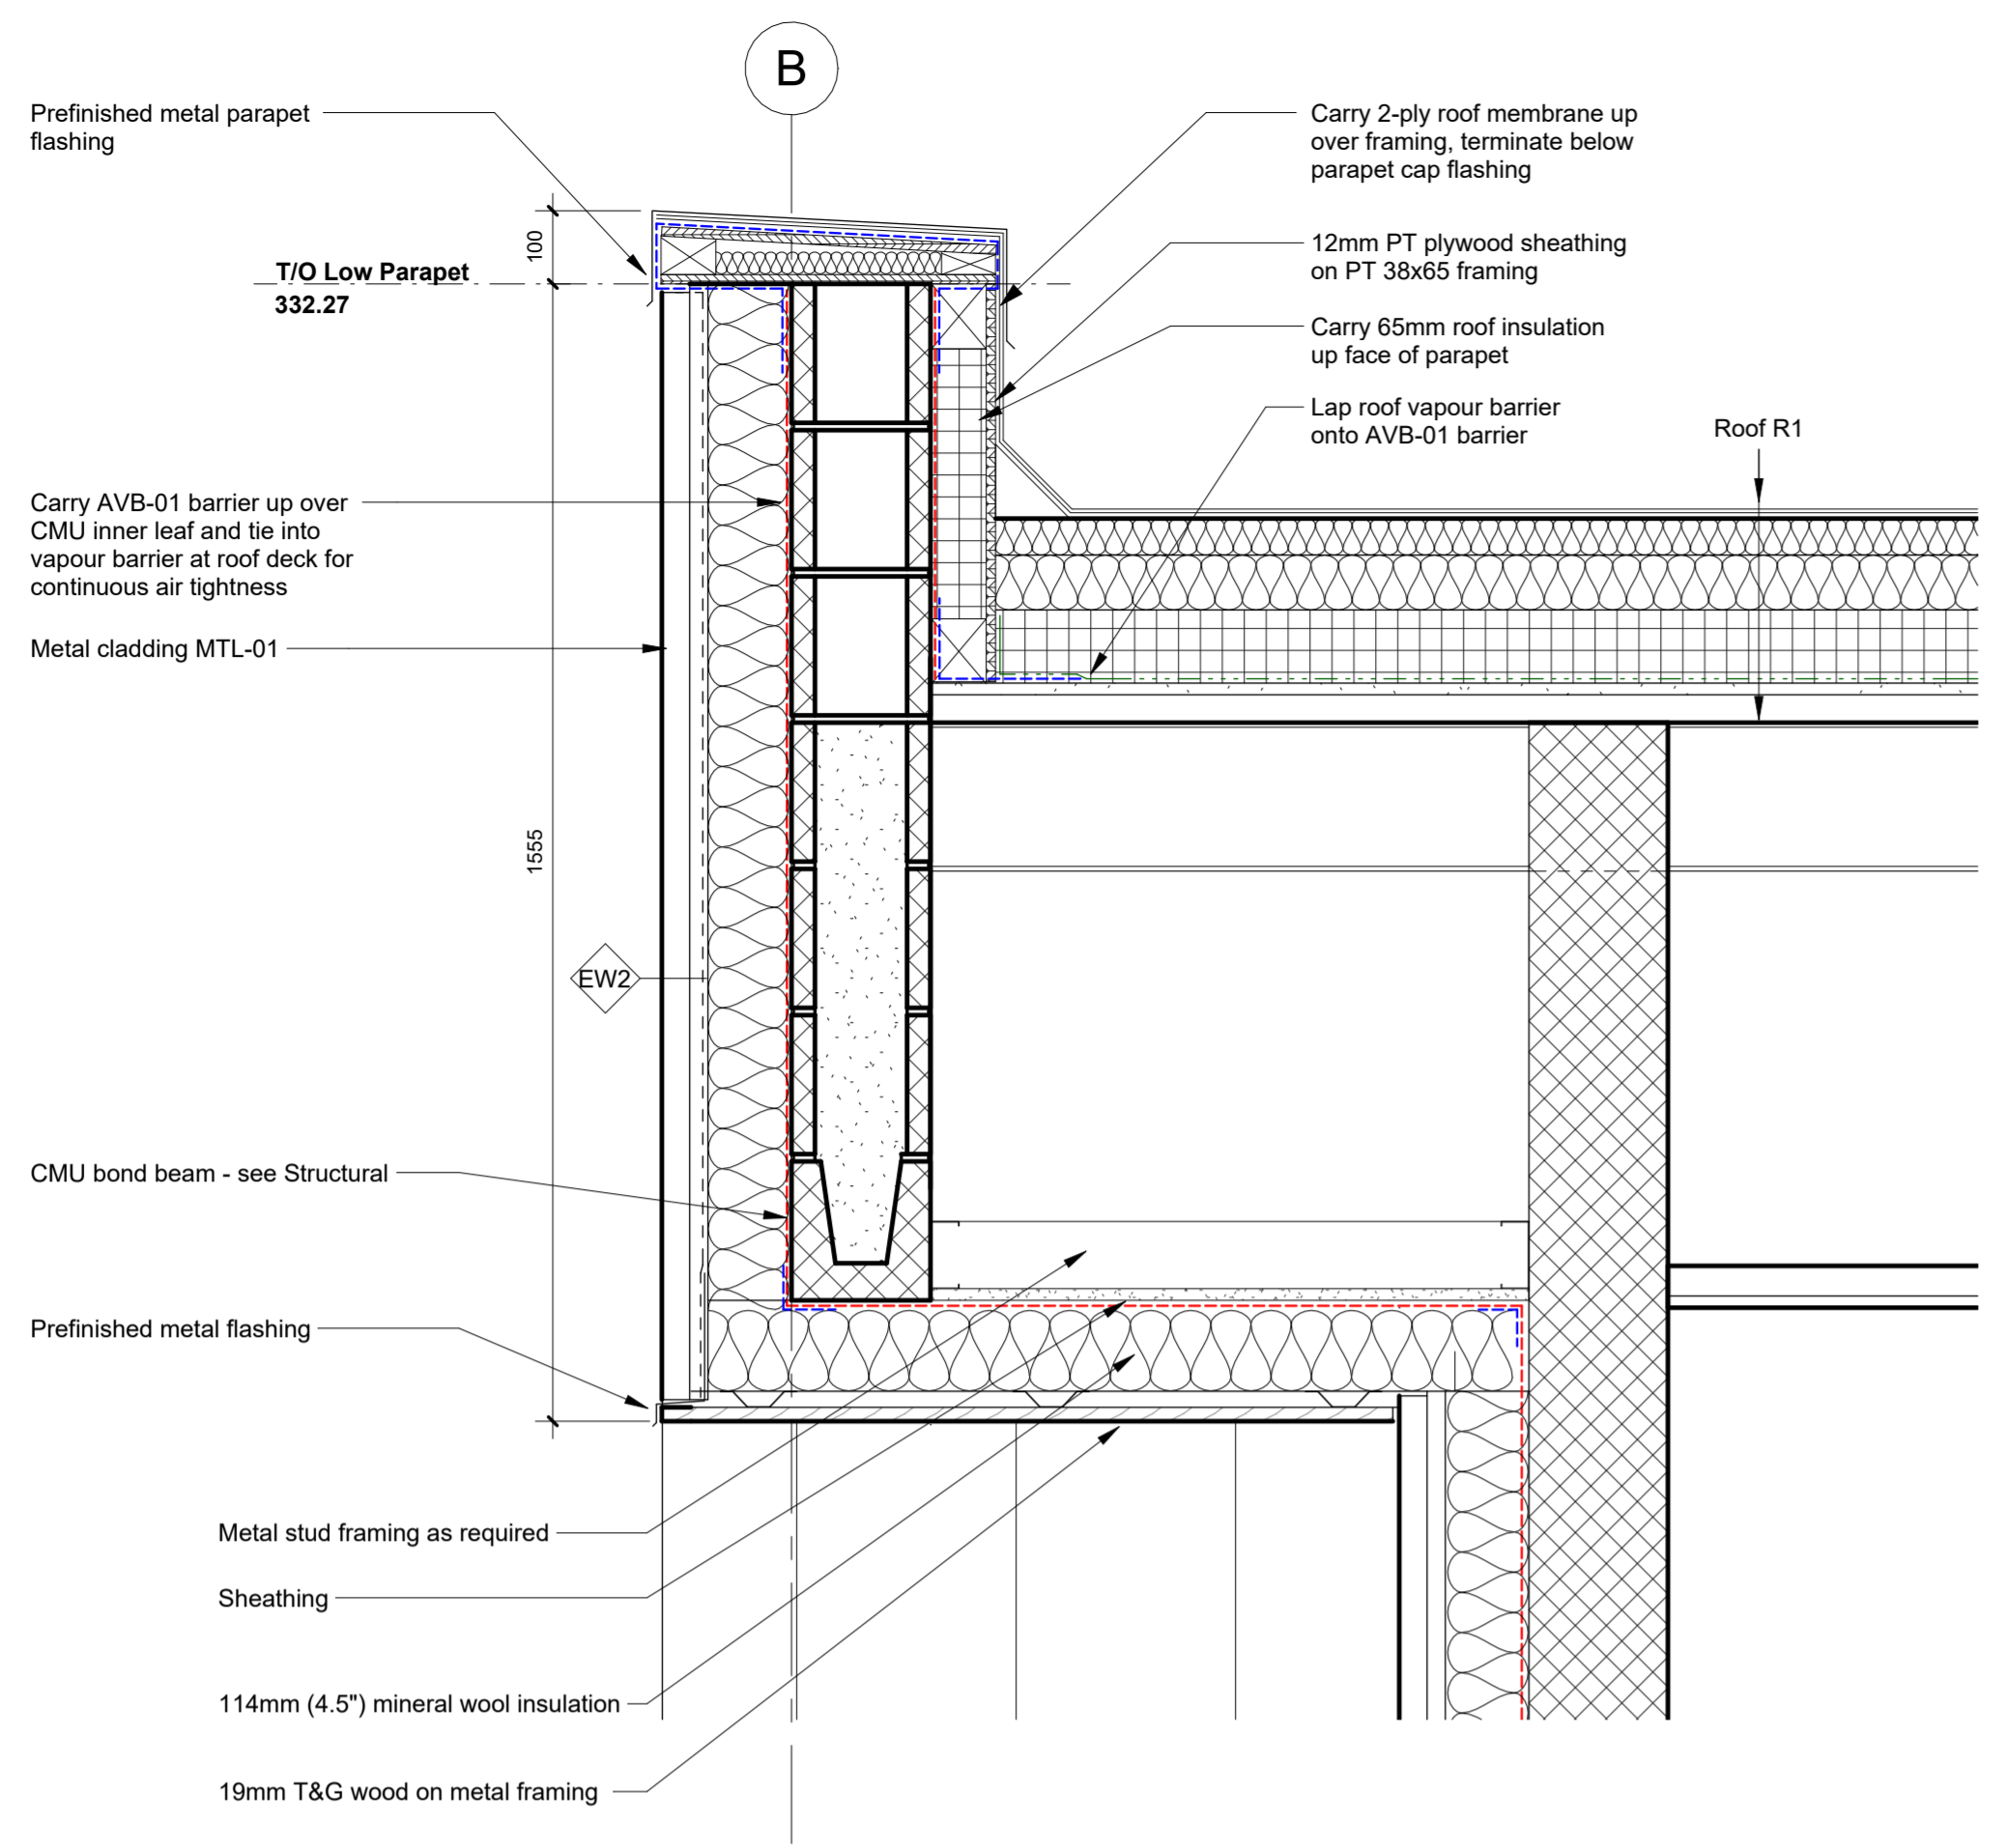 B
Prefinished metal parapet
flashing
Carry 2-ply roof membrane up
over framing, terminate below
parapet cap flashing
100
12mm PT plywood sheathing
on PT 38x65 framing
T/O Low Parapet
332.27
Carry 65mm roof insulation
up face of parapet
Lap roof vapour barrier
onto AVB-01 barrier
Roof R1
Carry AVB-01 barrier up over
CMU inner leaf and tie into
vapour barrier at roof deck for
continuous air tightness
Metal cladding MTL-01
1555
EW2
CMU bond beam - see Structural
Prefinished metal flashing
Metal stud framing as required
Sheathing
114mm (4.5") mineral wool insulation
19mm T&G wood on metal framing